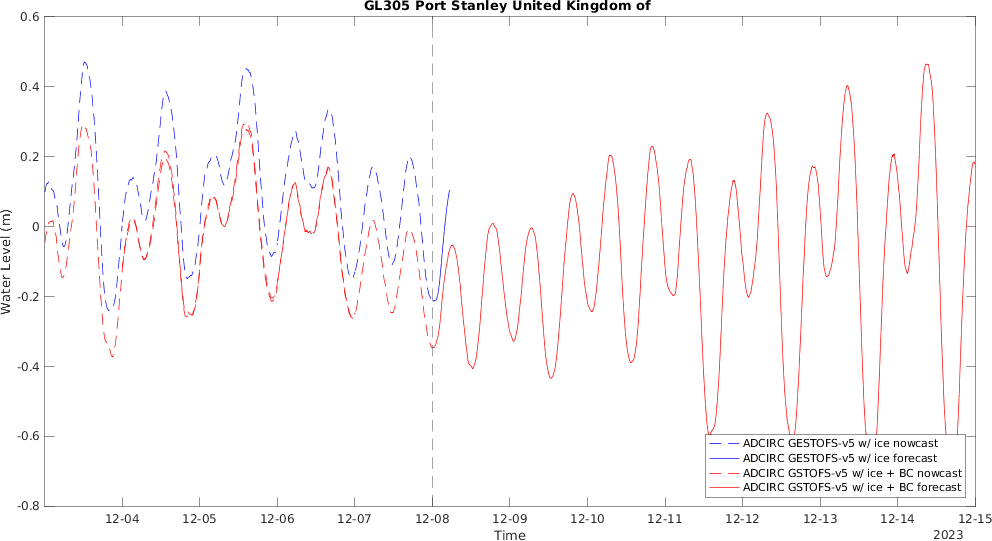 GL305 Port Stanley United Kingdom of
0.6
0.4
0.2
0
-0.2
-0.4
-0.6
-0.8
Water Level (m)
12-04 12-05 12-06 12-07 12-08 12-09 12-10 12-11 12-12 12-13 12-14 12-15
Time
2023
ADCIRC GESTOFS-v5 w/ ice nowcast
ADCIRC GESTOFS-v5 w/ ice forecast
ADCIRC GSTOFS-v5 w/ ice + BC nowcast
ADCIRC GSTOFS-v5 w/ ice + BC forecast